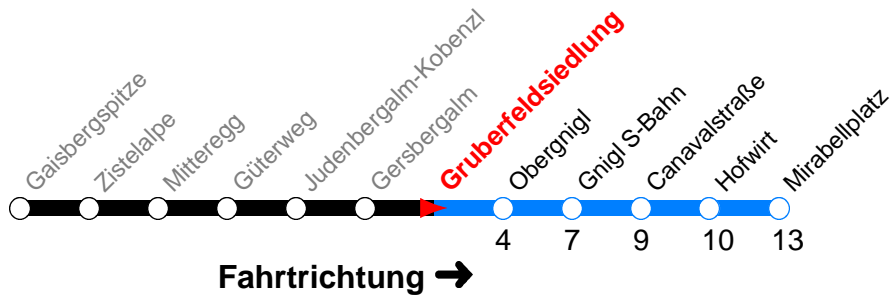 Gaisbergspitze
Zistelalpe
Mitteregg
Güterweg
Judenbergalm-Kobenzl
Gersbergalm
Gruberfeldsiedlung
Obergnigl
Gnigl S-Bahn
Canavalstraße
Hofwirt
Mirabellplatz
4 7 9 10 13
Fahrtrichtung →